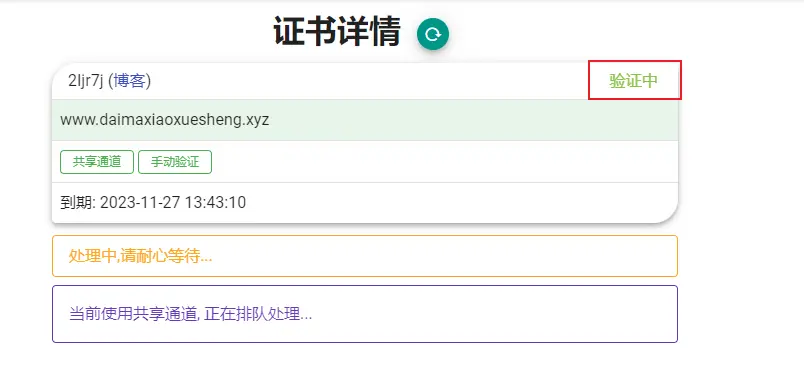 证书详情
2ljr7j (博客) 验证中
www.daimaxiaoxuesheng.xyz
共享通道 手动验证
到期: 2023-11-27 13:43:10
处理中,请耐心等待...
当前使用共享通道, 正在排队处理...